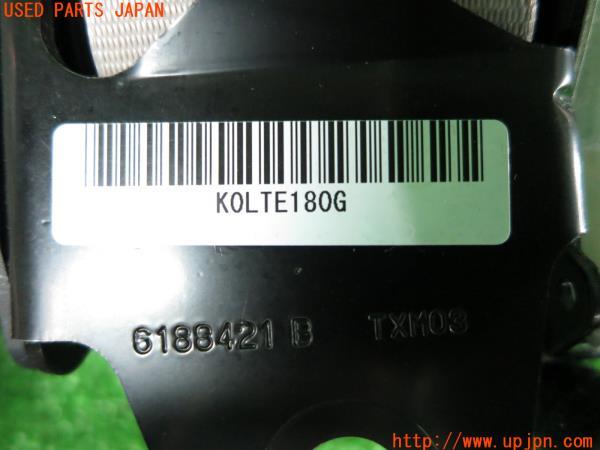 USED PARTS JAPAN
K0LTE180G
6188421 B TXM03
http://www.upjpn.com/